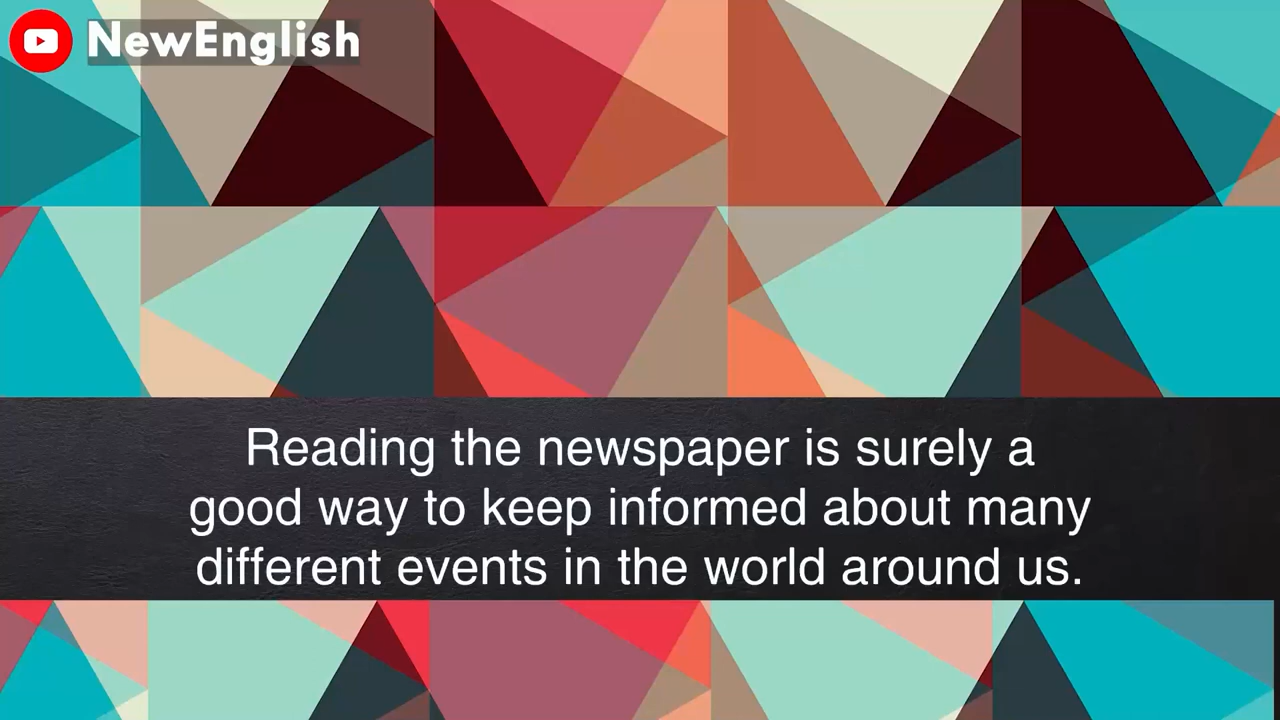 NewEnglish
Reading the newspaper is surely a
good way to keep informed about many
different events in the world around us.